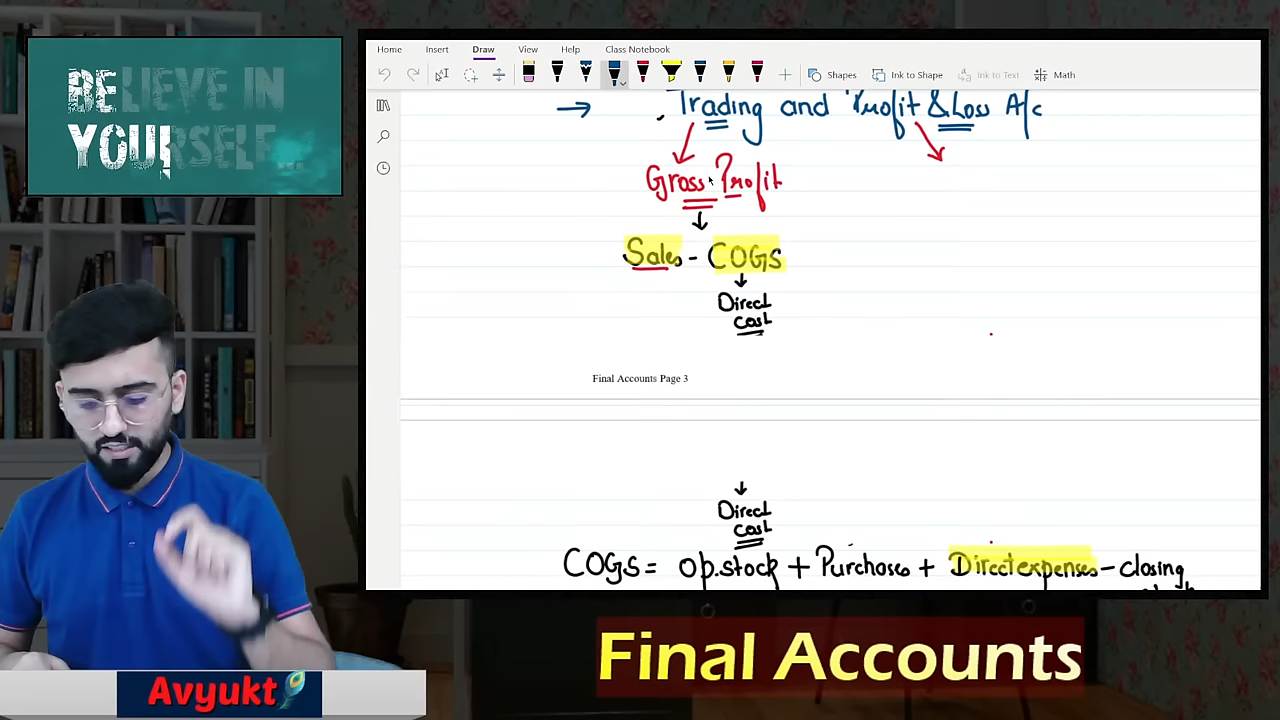 BELIEVE IN
YOURSELF...
Home Insert Draw View Help Class Notebook
Shapes Ink to Shape Ink to Text Math
→ Trading and Profit & Loss A/c
Gross Profit
Sales - COGS
Direct
cost
Final Accounts Page 3
Direct
cost
COGS = Op.stock + Purchases + Direct expenses - closing
Final Accounts
Avyukt